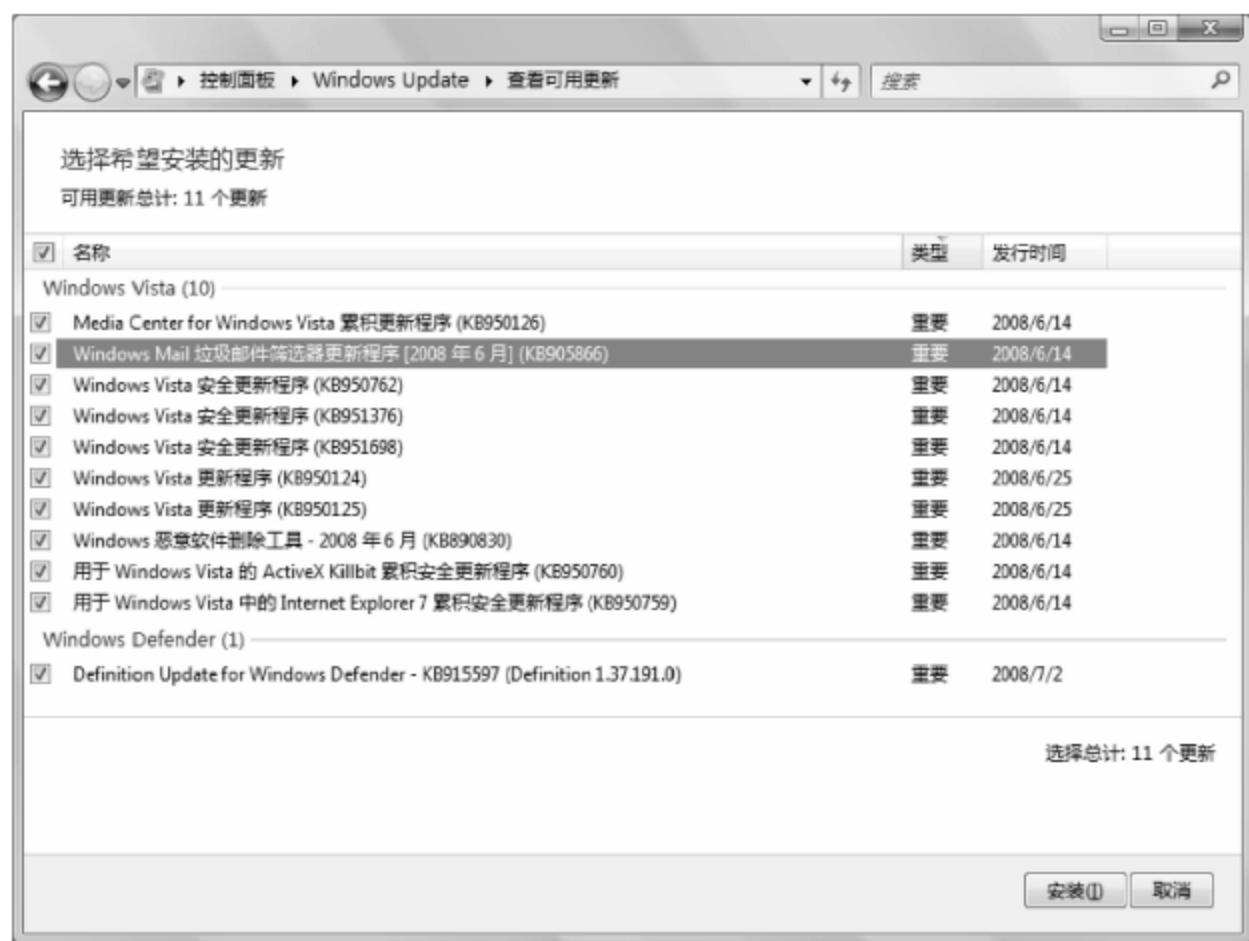 控制面板 Windows Update 查看可用更新 搜索
选择希望安装的更新
可用更新总计: 11 个更新
名称 类型 发行时间
Windows Vista (10)
Media Center for Windows Vista 累积更新程序 (KB950126) 重要 2008/6/14
Windows Mail 垃圾邮件筛选器更新程序 [2008 年 6 月] (KB905866) 重要 2008/6/14
Windows Vista 安全更新程序 (KB950762) 重要 2008/6/14
Windows Vista 安全更新程序 (KB951376) 重要 2008/6/14
Windows Vista 安全更新程序 (KB951698) 重要 2008/6/14
Windows Vista 更新程序 (KB950124) 重要 2008/6/25
Windows Vista 更新程序 (KB950125) 重要 2008/6/25
Windows 恶意软件删除工具 - 2008 年 6 月 (KB890830) 重要 2008/6/14
用于 Windows Vista 的 ActiveX Killbit 累积安全更新程序 (KB950760) 重要 2008/6/14
用于 Windows Vista 中的 Internet Explorer 7 累积安全更新程序 (KB950759) 重要 2008/6/14
Windows Defender (1)
Definition Update for Windows Defender - KB915597 (Definition 1.37.191.0) 重要 2008/7/2
选择总计: 11 个更新
安装(I) 取消